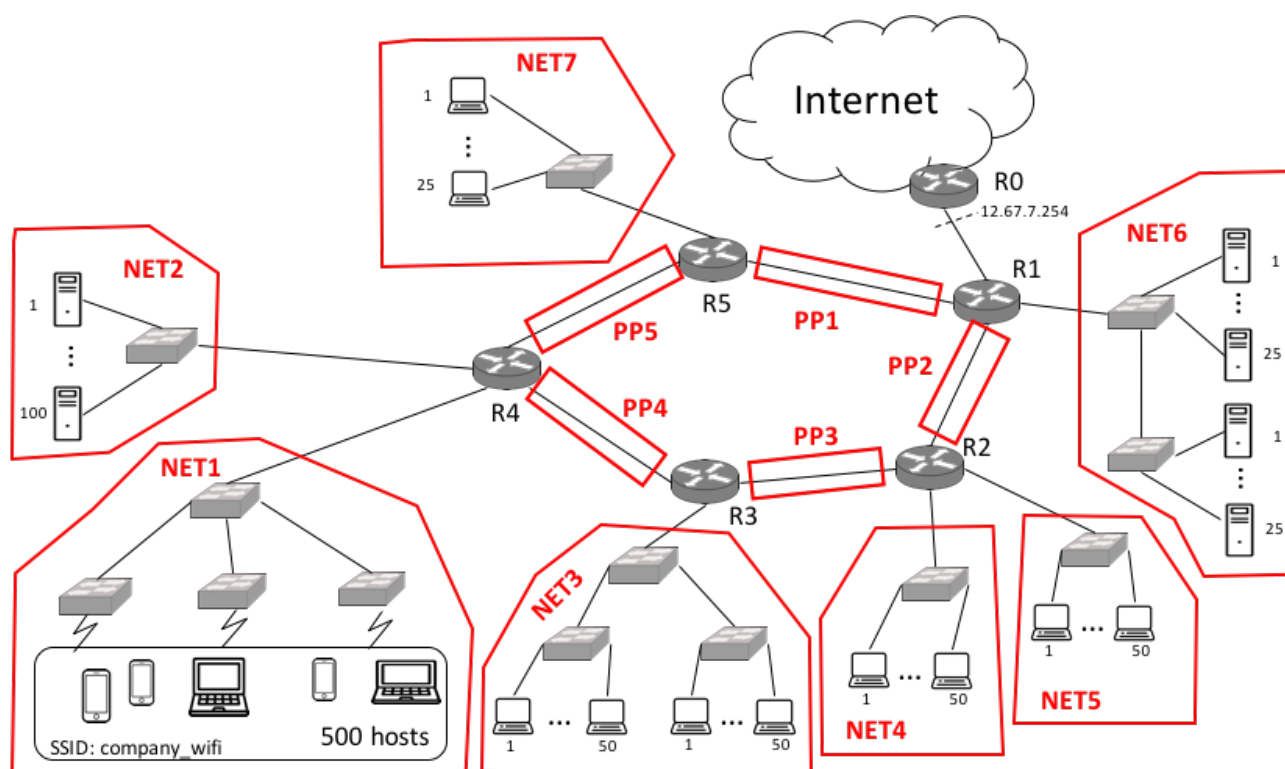 NET7
1
⋮
25
Internet
R0
12.67.7.254
NET6
1
⋮
25
1
⋮
25
NET2
1
⋮
100
R5
R1
PP5
PP1
PP2
R4
PP4
PP3
R2
R3
NET1
SSID: company_wifi
500 hosts
NET3
1
...
50
1
...
50
NET4
1
...
50
NET5
1
...
50